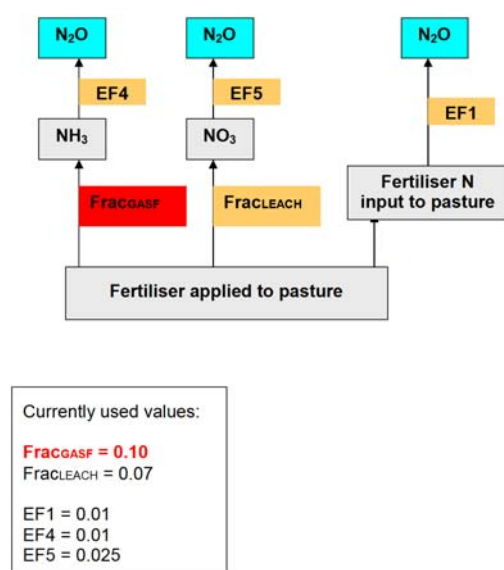 N₂O
N₂O
N₂O
EF4
EF5
EF1
NH₃
NO₃
Fertiliser N
input to pasture
FracGASF
FracLEACH
Fertiliser applied to pasture
Currently used values:
FracGASF = 0.10
FracLEACH = 0.07
EF1 = 0.01
EF4 = 0.01
EF5 = 0.025